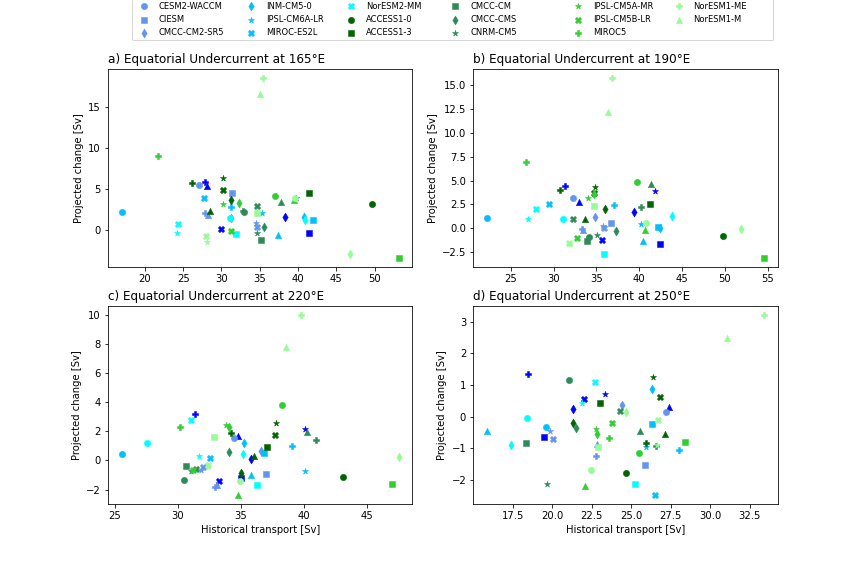 CESM2-WACCM INM-CM5-0 NorESM2-MM CMCC-CM IPSL-CM5A-MR NorESM1-ME
CIESM IPSL-CM6A-LR ACCESS1-0 CMCC-CMS IPSL-CM5B-LR NorESM1-M
CMCC-CM2-SR5 MIROC-ES2L ACCESS1-3 CNRM-CM5 MIROC5
a) Equatorial Undercurrent at 165°E
Projected change [Sv]
15
10
5
0
20 25 30 35 40 45 50
b) Equatorial Undercurrent at 190°E
Projected change [Sv]
15.0
12.5
10.0
7.5
5.0
2.5
0.0
−2.5
25 30 35 40 45 50 55
c) Equatorial Undercurrent at 220°E
Projected change [Sv]
10
8
6
4
2
0
−2
25 30 35 40 45
Historical transport [Sv]
d) Equatorial Undercurrent at 250°E
Projected change [Sv]
3
2
1
0
−1
−2
17.5 20.0 22.5 25.0 27.5 30.0 32.5
Historical transport [Sv]